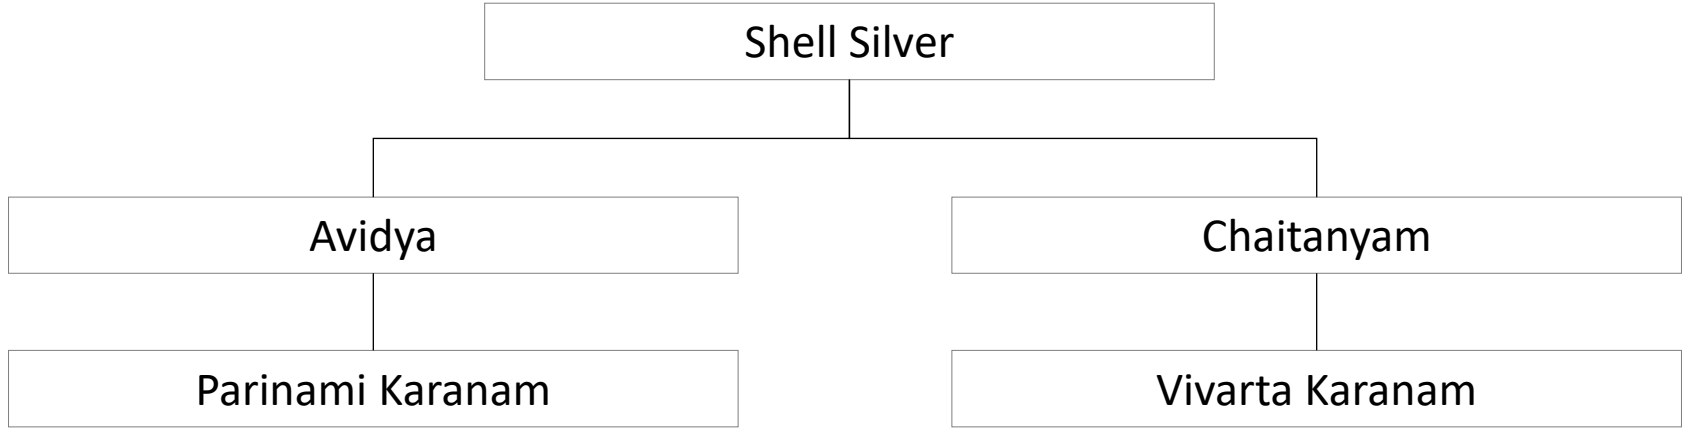 Shell Silver
Avidya
Chaitanyam
Parinami Karanam
Vivarta Karanam